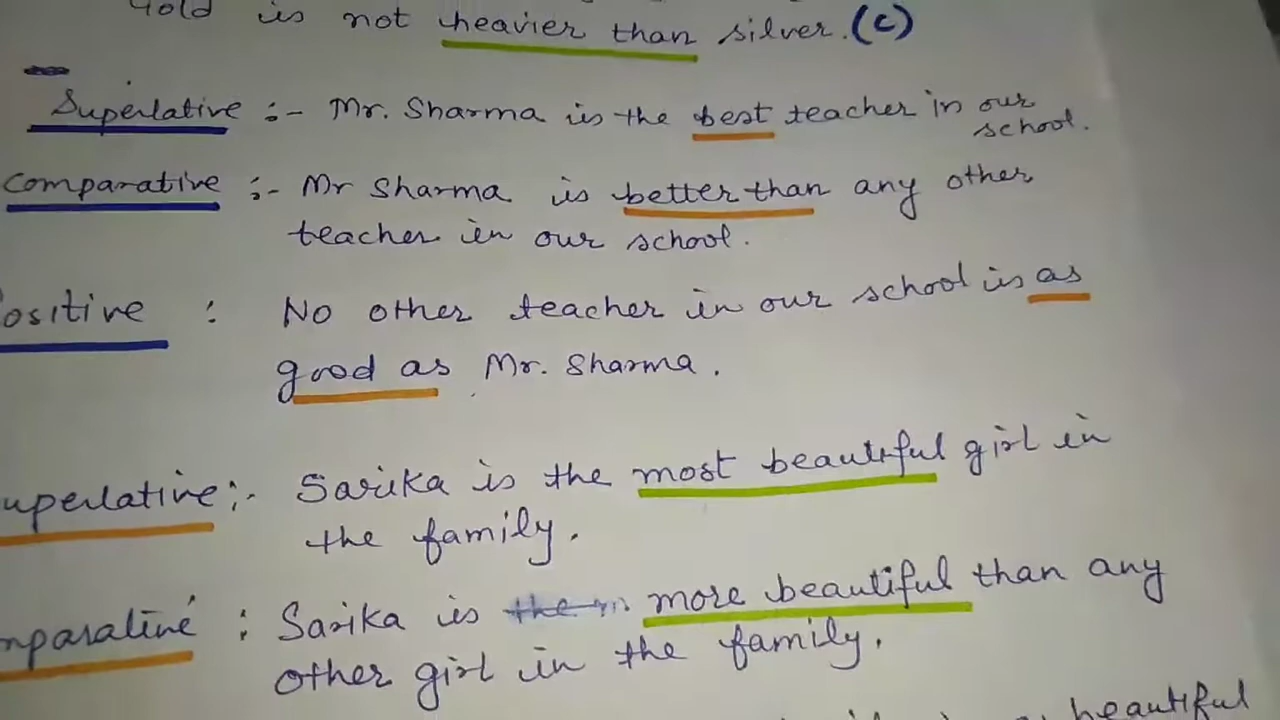 Gold is not heavier than silver. (C)
Superlative :- Mr. Sharma is the best teacher in our
school.
Comparative :- Mr Sharma is better than any other
teacher in our school.
ositive : No other teacher in our school is as
good as Mr. Sharma.
uperlative :- Sarika is the most beautiful girl in
the family.
mparative : Sarika is the more beautiful than any
other girl in the family.
beautiful